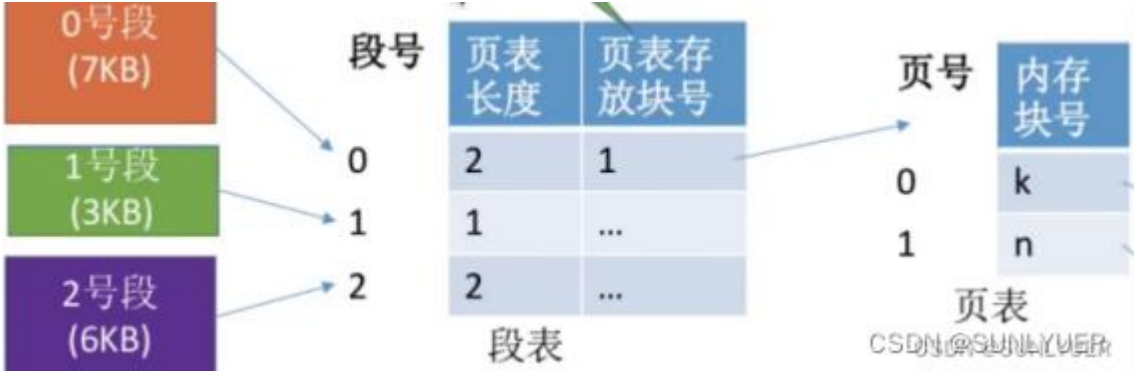 0号段
(7KB)
1号段
(3KB)
2号段
(6KB)
段号
页表
长度
页表存
放块号
0
2
1
1
1
...
2
2
...
段表
页号
内存
块号
0
k
1
n
页表
CSDN @SUNLYUER